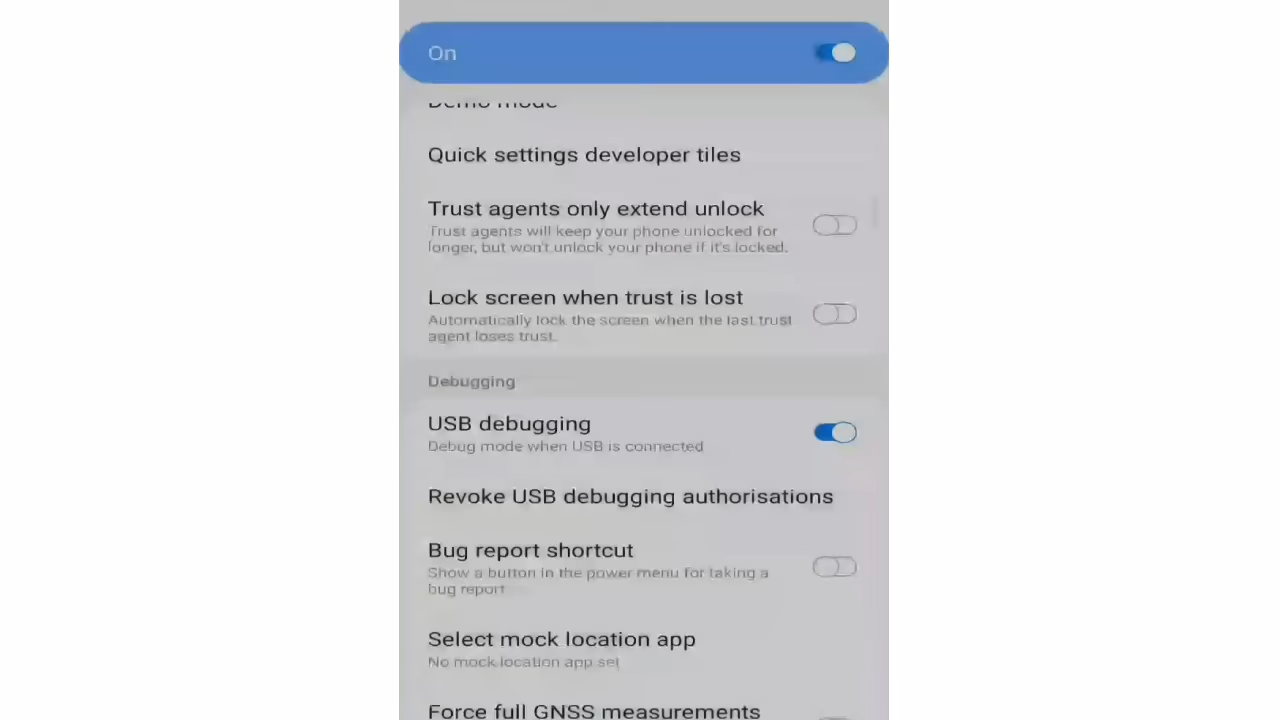 On
Demo mode
Quick settings developer tiles
Trust agents only extend unlock
Trust agents will keep your phone unlocked for
longer, but won't unlock your phone if it's locked.
Lock screen when trust is lost
Automatically lock the screen when the last trust
agent loses trust.
Debugging
USB debugging
Debug mode when USB is connected
Revoke USB debugging authorisations
Bug report shortcut
Show a button in the power menu for taking a
bug report
Select mock location app
No mock location app set
Force full GNSS measurements